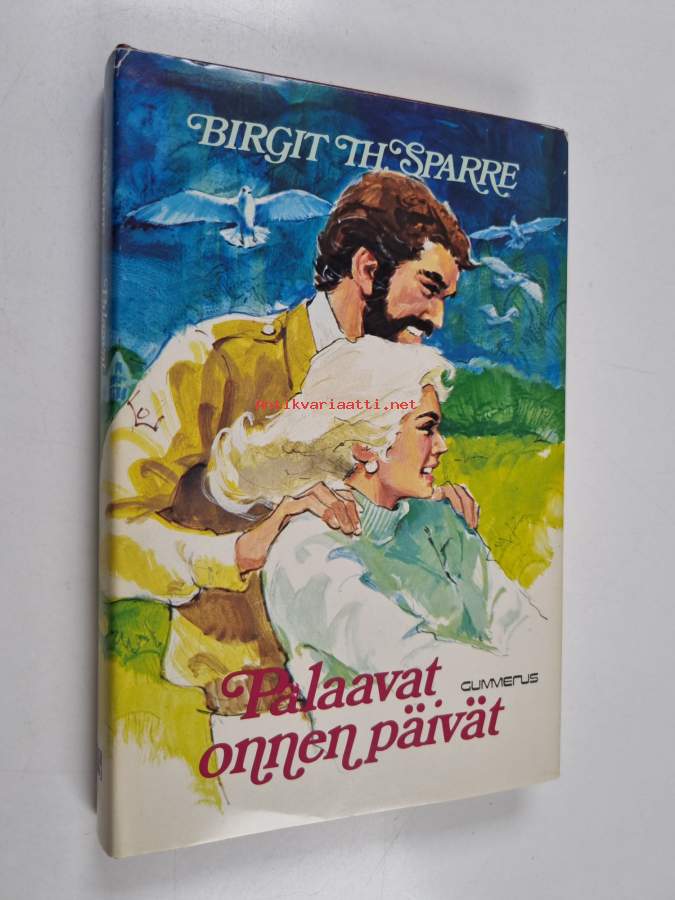 BIRGIT TH. SPARRE
Antikvariaatti.net
Palaavat
GUMMERUS
onnen päivät